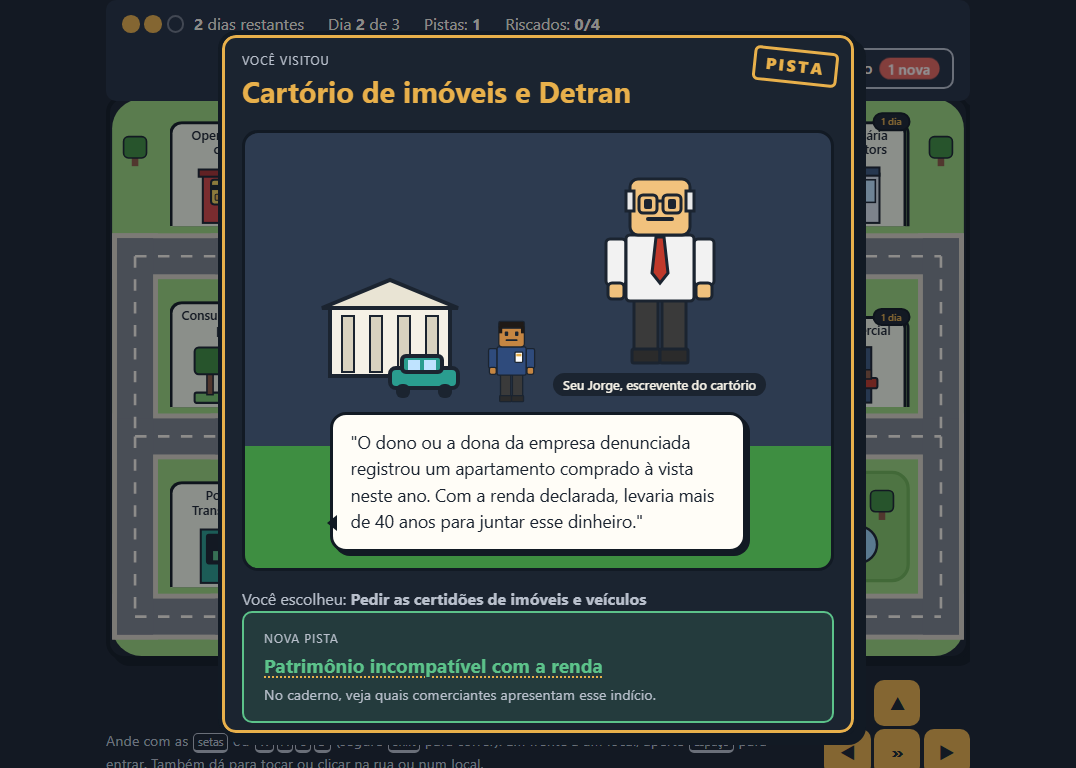 2 dias restantes Dia 2 de 3 Pistas: 1 Riscados: 0/4
1 nova
VOCÊ VISITOU
PISTA
Cartório de imóveis e Detran
1 dia
1 dia
Seu Jorge, escrevente do cartório
"O dono ou a dona da empresa denunciada
registrou um apartamento comprado à vista
neste ano. Com a renda declarada, levaria mais
de 40 anos para juntar esse dinheiro."
Você escolheu: Pedir as certidões de imóveis e veículos
NOVA PISTA
Patrimônio incompatível com a renda
No caderno, veja quais comerciantes apresentam esse indício.
Ande com as setas
entrar. Também dá para tocar ou clicar na rua ou num local.